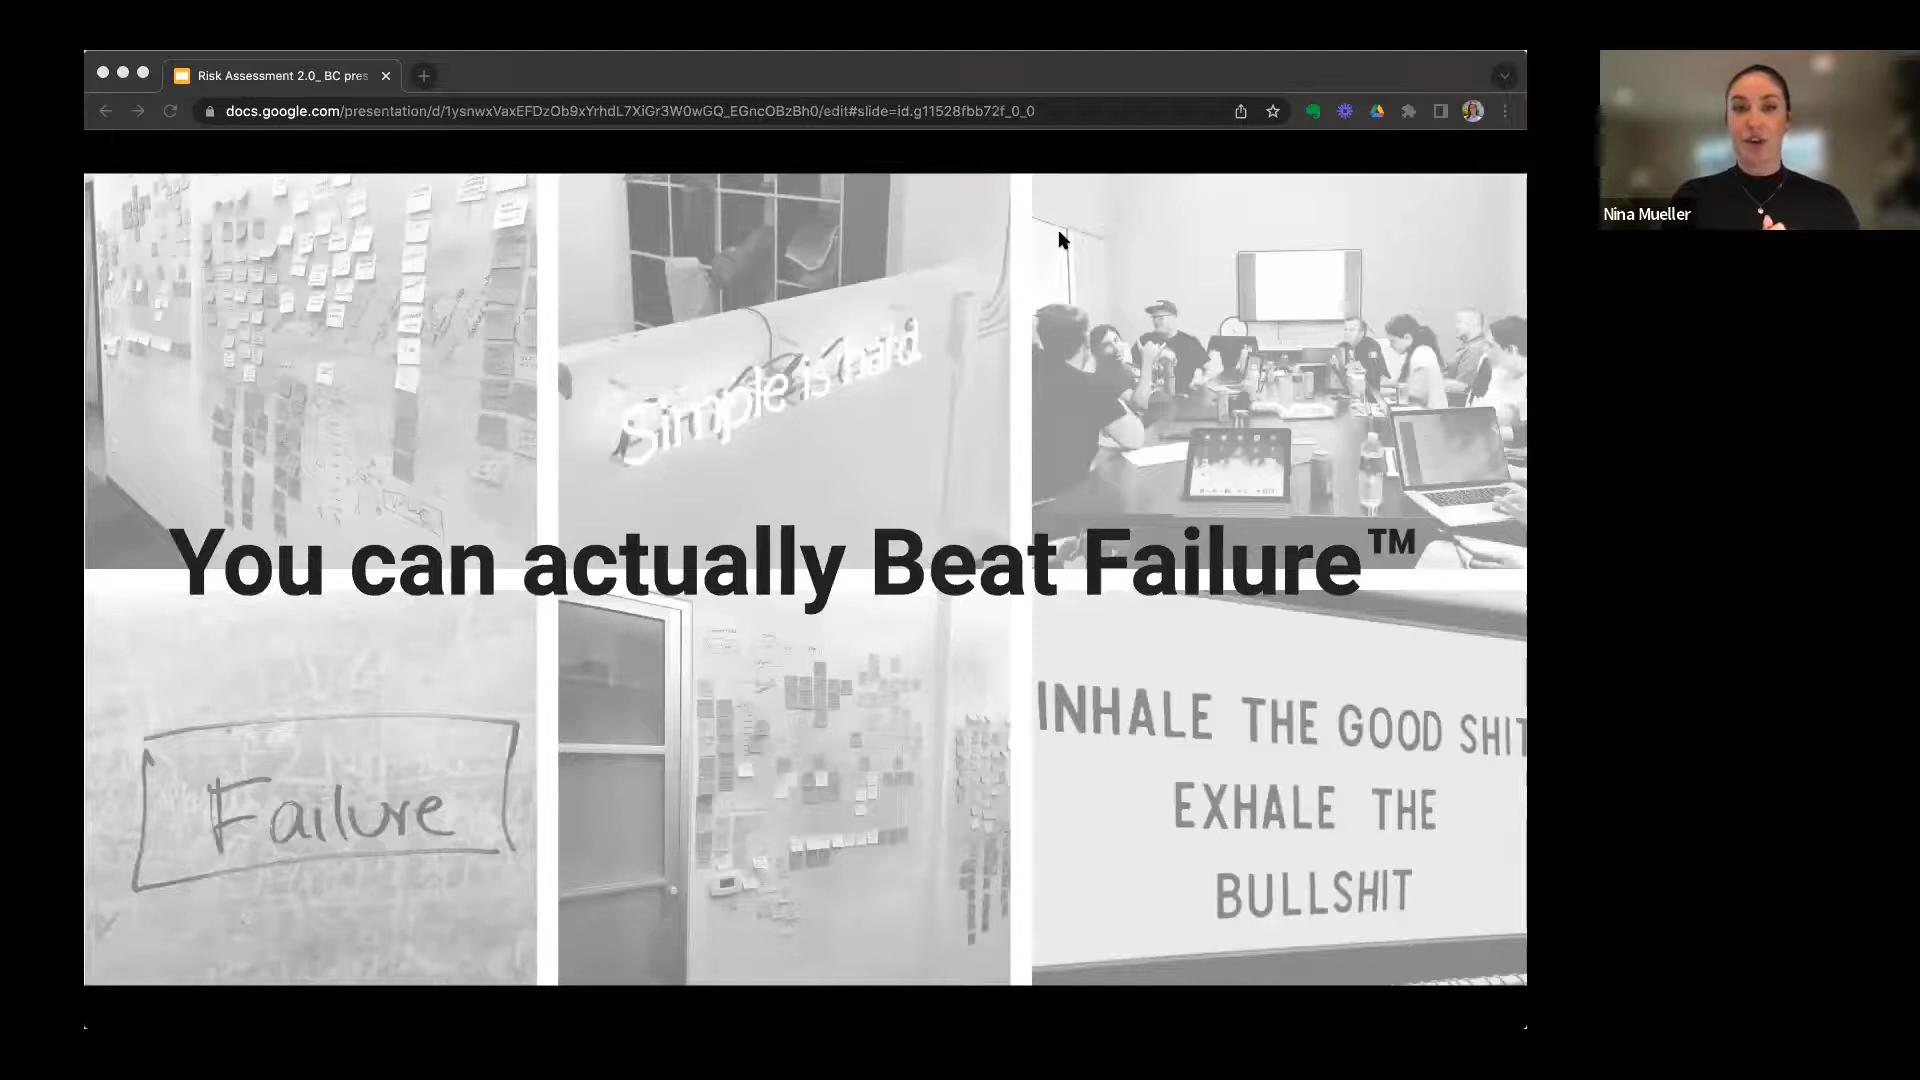 Risk Assessment 2.0_ BC pres
docs.google.com/presentation/d/1ysnwxVaxEFDzOb9xYrhdL7XiGr3W0wGQ_EGncOBzBh0/edit#slide=id.g11528fbb72f_0_0
Nina Mueller
Simple is hard
You can actually Beat Failure™
Failure
INHALE THE GOOD SHIT
EXHALE THE
BULLSHIT